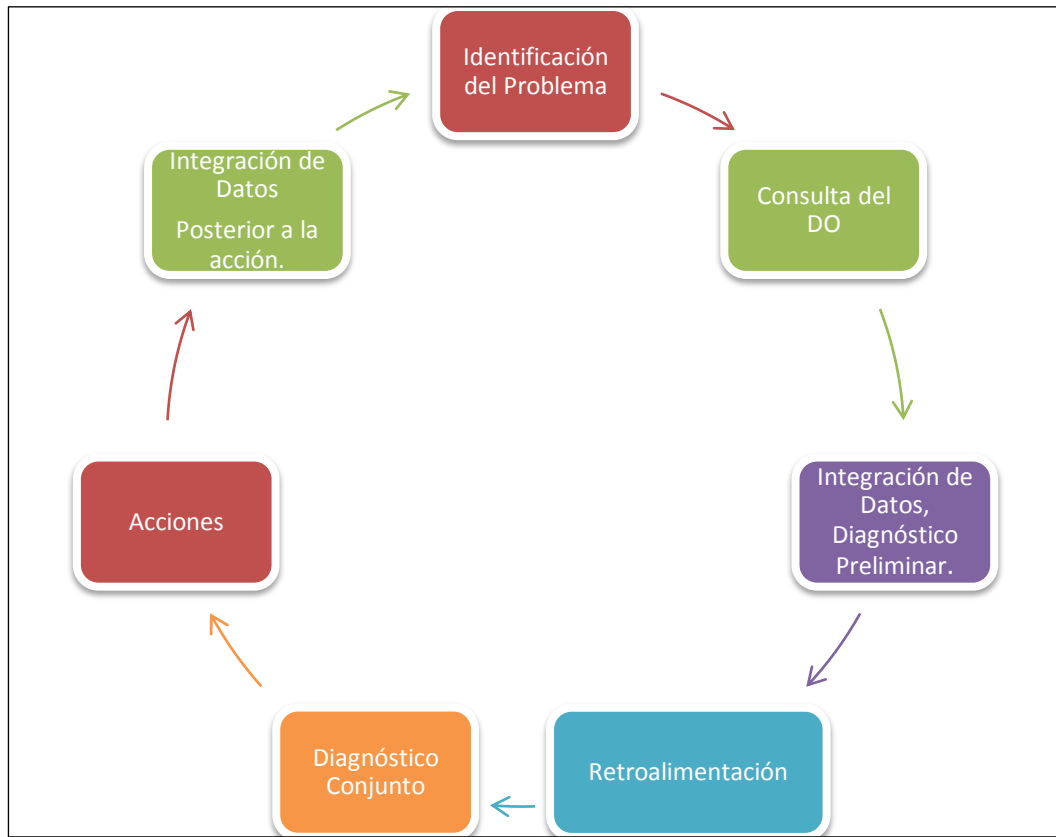 Identificación
del Problema
Consulta del
DO
Integración de
Datos,
Diagnóstico
Preliminar.
Retroalimentación
Diagnóstico
Conjunto
Acciones
Integración de
Datos
Posterior a la
acción.